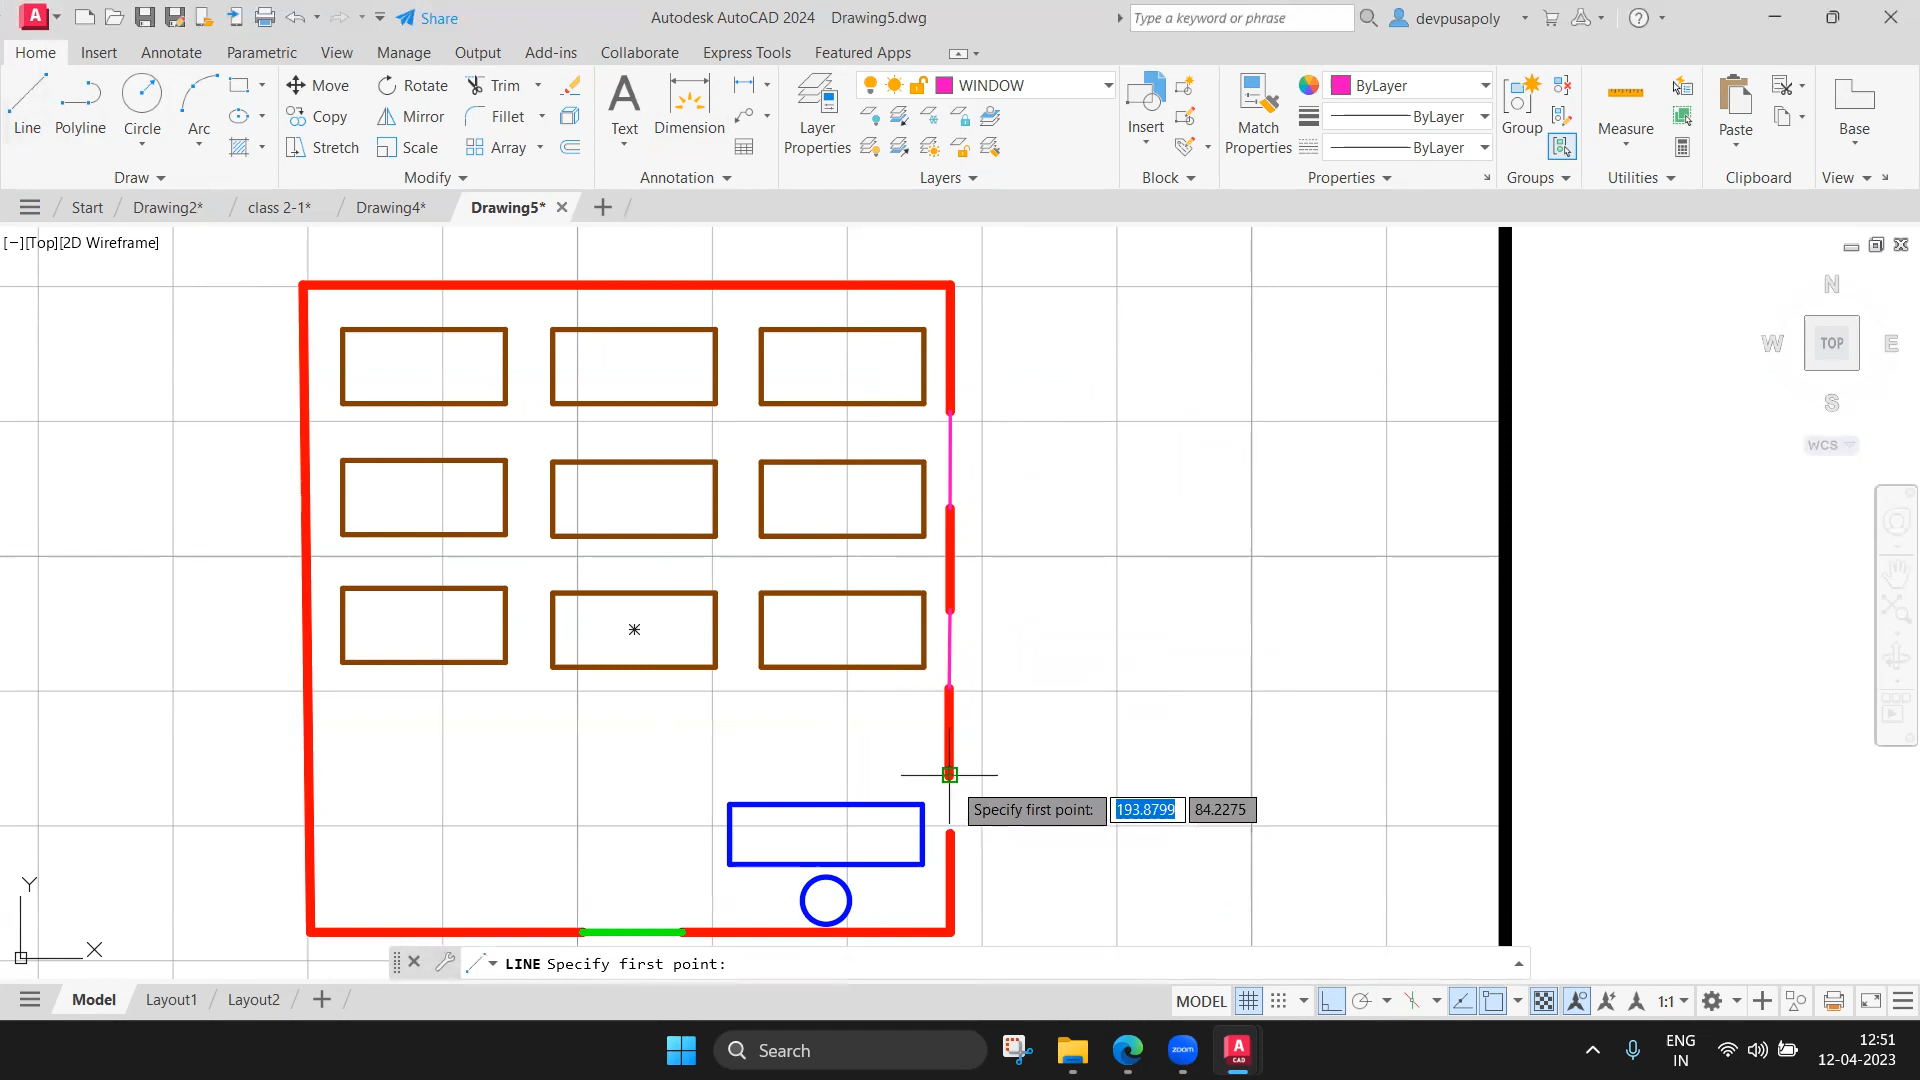 Share
Autodesk AutoCAD 2024 Drawing5.dwg
Type a keyword or phrase
devpusapoly
Home Insert Annotate Parametric View Manage Output Add-ins Collaborate Express Tools Featured Apps
Line Polyline Circle Arc
Move Rotate Trim
Copy Mirror Fillet
Stretch Scale Array
Text Dimension
Layer Properties
WINDOW
Insert
Match Properties
ByLayer
ByLayer
ByLayer
Group
Measure
Paste
Base
Draw Modify Annotation Layers Block Properties Groups Utilities Clipboard View
Start Drawing2* class 2-1* Drawing4* Drawing5*
[−][Top][2D Wireframe]
N
W TOP E
S
WCS
Specify first point: 193.8799 84.2275
Y
X
LINE Specify first point:
Model Layout1 Layout2
MODEL 1:1
Search
zoom
A
CAD
ENG
IN
12:51
12-04-2023